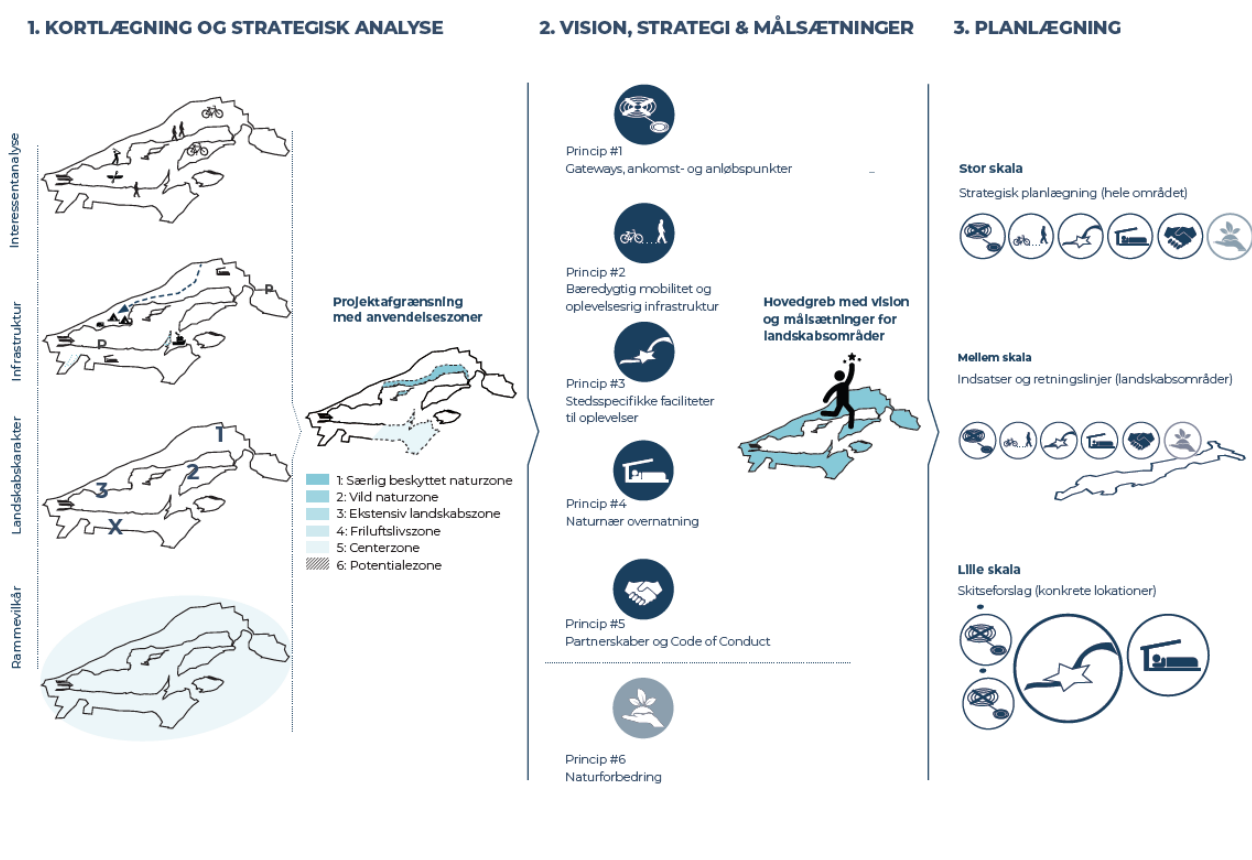 1. KORTLÆGNING OG STRATEGISK ANALYSE
2. VISION, STRATEGI & MÅLSÆTNINGER
3. PLANLÆGNING
Interessentanalyse
Infrastruktur
P
P
Landskabskarakter
1
2
3
X
Rammevilkår
Projektafgrænsning
med anvendelseszoner
1: Særlig beskyttet naturzone
2: Vild naturzone
3: Ekstensiv landskabszone
4: Friluftslivszone
5: Centerzone
6: Potentialezone
Princip #1
Gateways, ankomst- og anløbspunkter
Princip #2
Bæredygtig mobilitet og
oplevelsesrig infrastruktur
Princip #3
Stedsspecifikke faciliteter
til oplevelser
Princip #4
Naturnær overnatning
Princip #5
Partnerskaber og Code of Conduct
Princip #6
Naturforbedring
Hovedgreb med vision
og målsætninger for
landskabsområder
Stor skala
Strategisk planlægning (hele området)
Mellem skala
Indsatser og retningslinjer (landskabsområder)
Lille skala
Skitseforslag (konkrete lokationer)